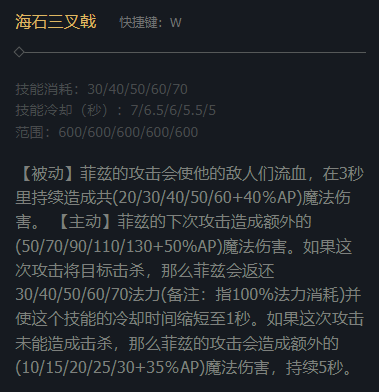 海石三叉戟 快捷键：W
技能消耗：30/40/50/60/70
技能冷却（秒）：7/6.5/6/5.5/5
范围：600/600/600/600/600
【被动】菲兹的攻击会使他的敌人们流血，在3秒
里持续造成共(20/30/40/50/60+40%AP)魔法伤
害。 【主动】菲兹的下次攻击造成额外的
(50/70/90/110/130+50%AP)魔法伤害。如果这
次攻击将目标击杀，那么菲兹会返还
30/40/50/60/70法力(备注：指100%法力消耗)并
使这个技能的冷却时间缩短至1秒。如果这次攻击
未能造成击杀，那么菲兹的攻击会造成额外的
(10/15/20/25/30+35%AP)魔法伤害，持续5秒。